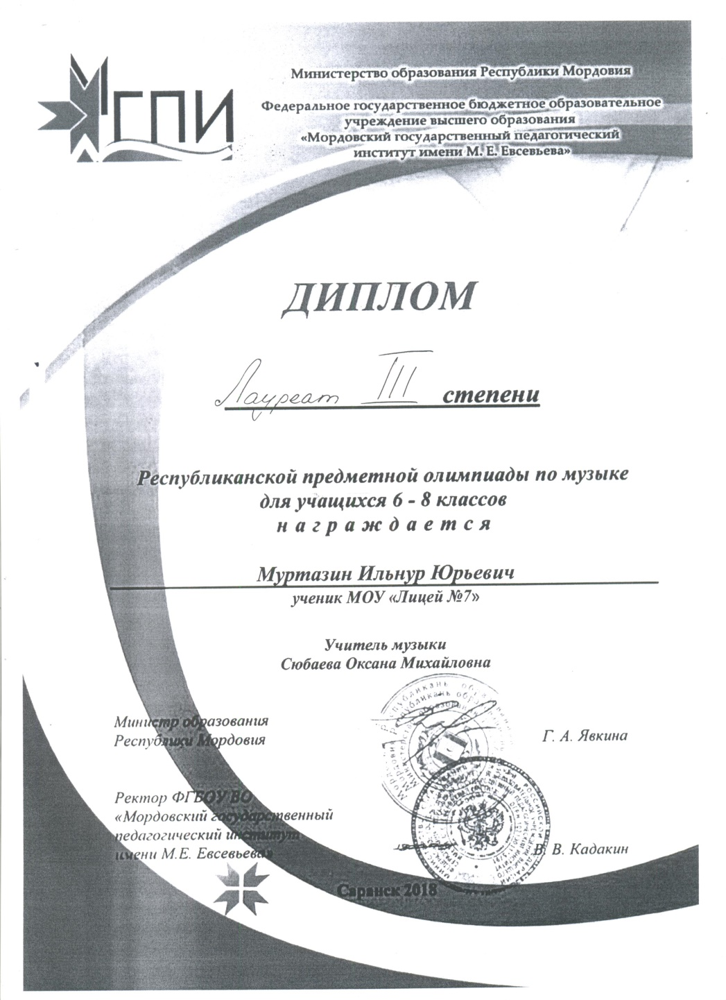 МГПИ
Министерство образования Республики Мордовия
Федеральное государственное бюджетное образовательное
учреждение высшего образования
«Мордовский государственный педагогический
институт имени М. Е. Евсевьева»
ДИПЛОМ
Лауреат III степени
Республиканской предметной олимпиады по музыке
для учащихся 6 - 8 классов
награждается
Муртазин Ильнур Юрьевич
ученик МОУ «Лицей №7»
Учитель музыки
Сюбаева Оксана Михайловна
Министр образования
Республики Мордовия
Г. А. Явкина
Ректор ФГБОУ ВО
«Мордовский государственный
педагогический институт
имени М.Е. Евсевьева»
В. В. Кадакин
Саранск 2018